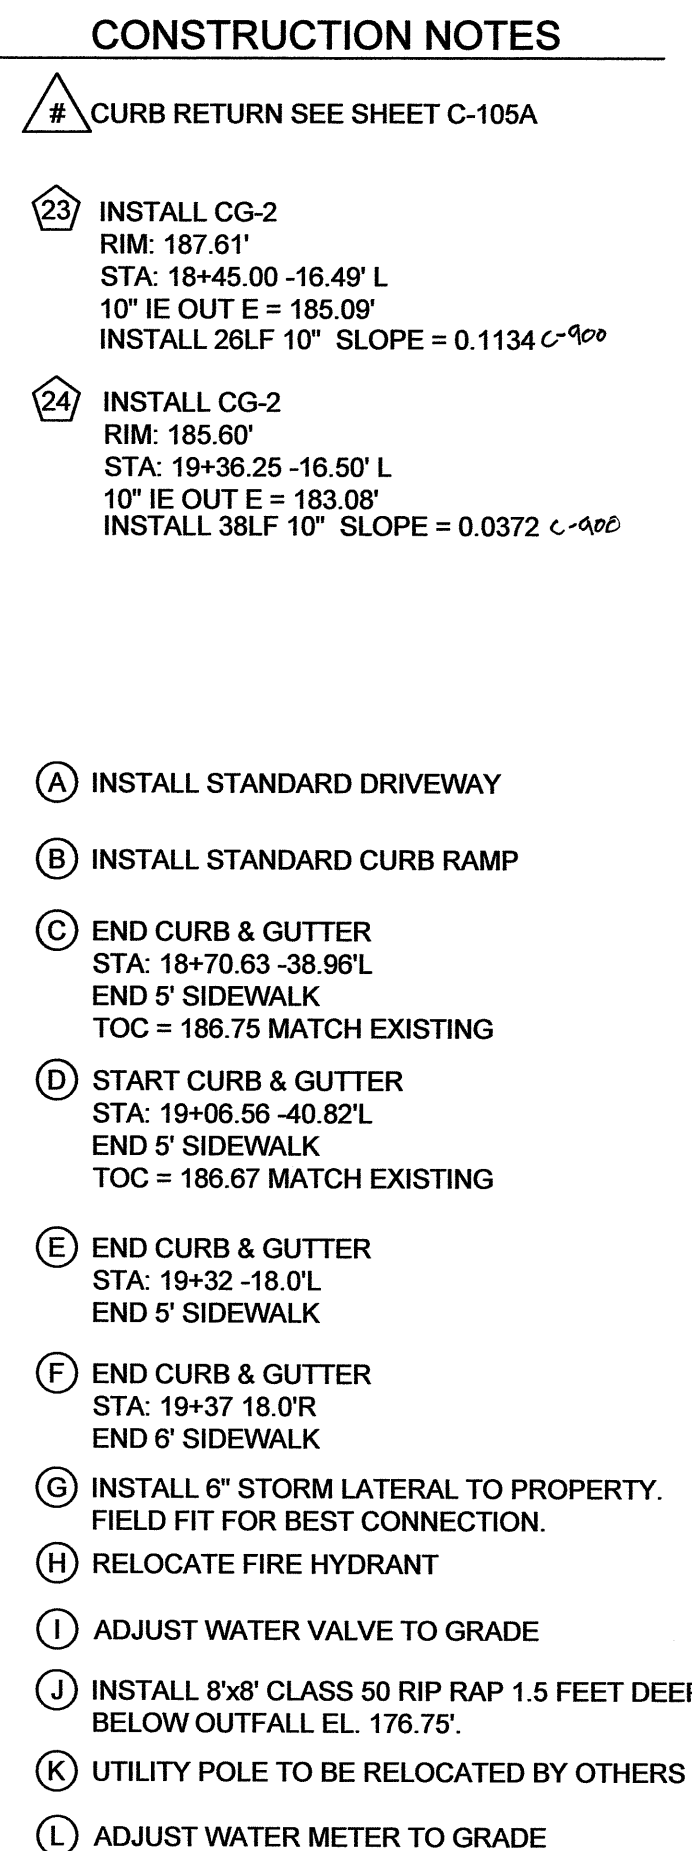 CONSTRUCTION NOTES
# CURB RETURN SEE SHEET C-105A
23 INSTALL CG-2
RIM: 187.61'
STA: 18+45.00 -16.49' L
10" IE OUT E = 185.09'
INSTALL 26LF 10" SLOPE = 0.1134 C-900
24 INSTALL CG-2
RIM: 185.60'
STA: 19+36.25 -16.50' L
10" IE OUT E = 183.08'
INSTALL 38LF 10" SLOPE = 0.0372 C-900
A INSTALL STANDARD DRIVEWAY
B INSTALL STANDARD CURB RAMP
C END CURB & GUTTER
STA: 18+70.63 -38.96'L
END 5' SIDEWALK
TOC = 186.75 MATCH EXISTING
D START CURB & GUTTER
STA: 19+06.56 -40.82'L
END 5' SIDEWALK
TOC = 186.67 MATCH EXISTING
E END CURB & GUTTER
STA: 19+32 -18.0'L
END 5' SIDEWALK
F END CURB & GUTTER
STA: 19+37 18.0'R
END 6' SIDEWALK
G INSTALL 6" STORM LATERAL TO PROPERTY.
FIELD FIT FOR BEST CONNECTION.
H RELOCATE FIRE HYDRANT
I ADJUST WATER VALVE TO GRADE
J INSTALL 8'x8' CLASS 50 RIP RAP 1.5 FEET DEEP
BELOW OUTFALL EL. 176.75'.
K UTILITY POLE TO BE RELOCATED BY OTHERS
L ADJUST WATER METER TO GRADE